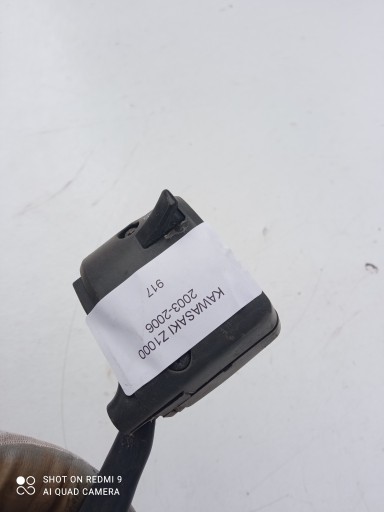 KAWASAKI Z1000
2003-2006
917
SHOT ON REDMI 9
AI QUAD CAMERA